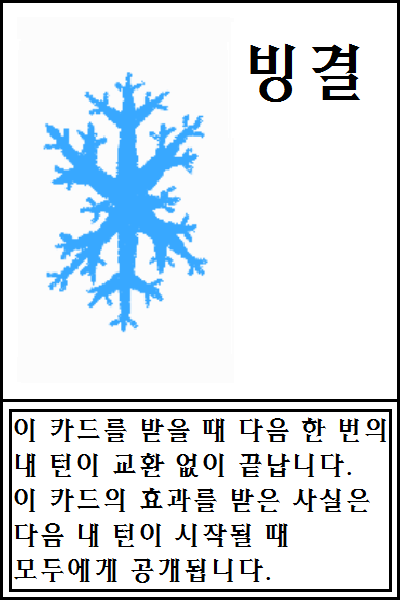 빙결
이 카드를 받을 때 다음 한 번의
내 턴이 교환 없이 끝납니다.
이 카드의 효과를 받은 사실은
다음 내 턴이 시작될 때
모두에게 공개됩니다.